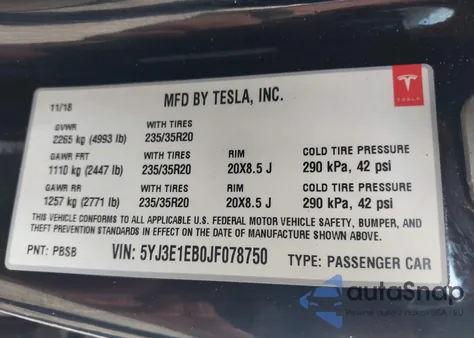 MFD BY TESLA, INC.
TESLA
11/18
GVWR WITH TIRES
2265 kg (4993 lb) 235/35R20
GAWR FRT WITH TIRES RIM COLD TIRE PRESSURE
1110 kg (2447 lb) 235/35R20 20X8.5 J 290 kPa, 42 psi
GAWR RR WITH TIRES RIM COLD TIRE PRESSURE
1257 kg (2771 lb) 235/35R20 20X8.5 J 290 kPa, 42 psi
THIS VEHICLE CONFORMS TO ALL APPLICABLE U.S. FEDERAL MOTOR VEHICLE SAFETY, BUMPER, AND
THEFT PREVENTION STANDARDS IN EFFECT ON THE DATE OF MANUFACTURE SHOWN ABOVE.
PNT: PBSB VIN: 5YJ3E1EB0JF078750 TYPE: PASSENGER CAR
autoSnap